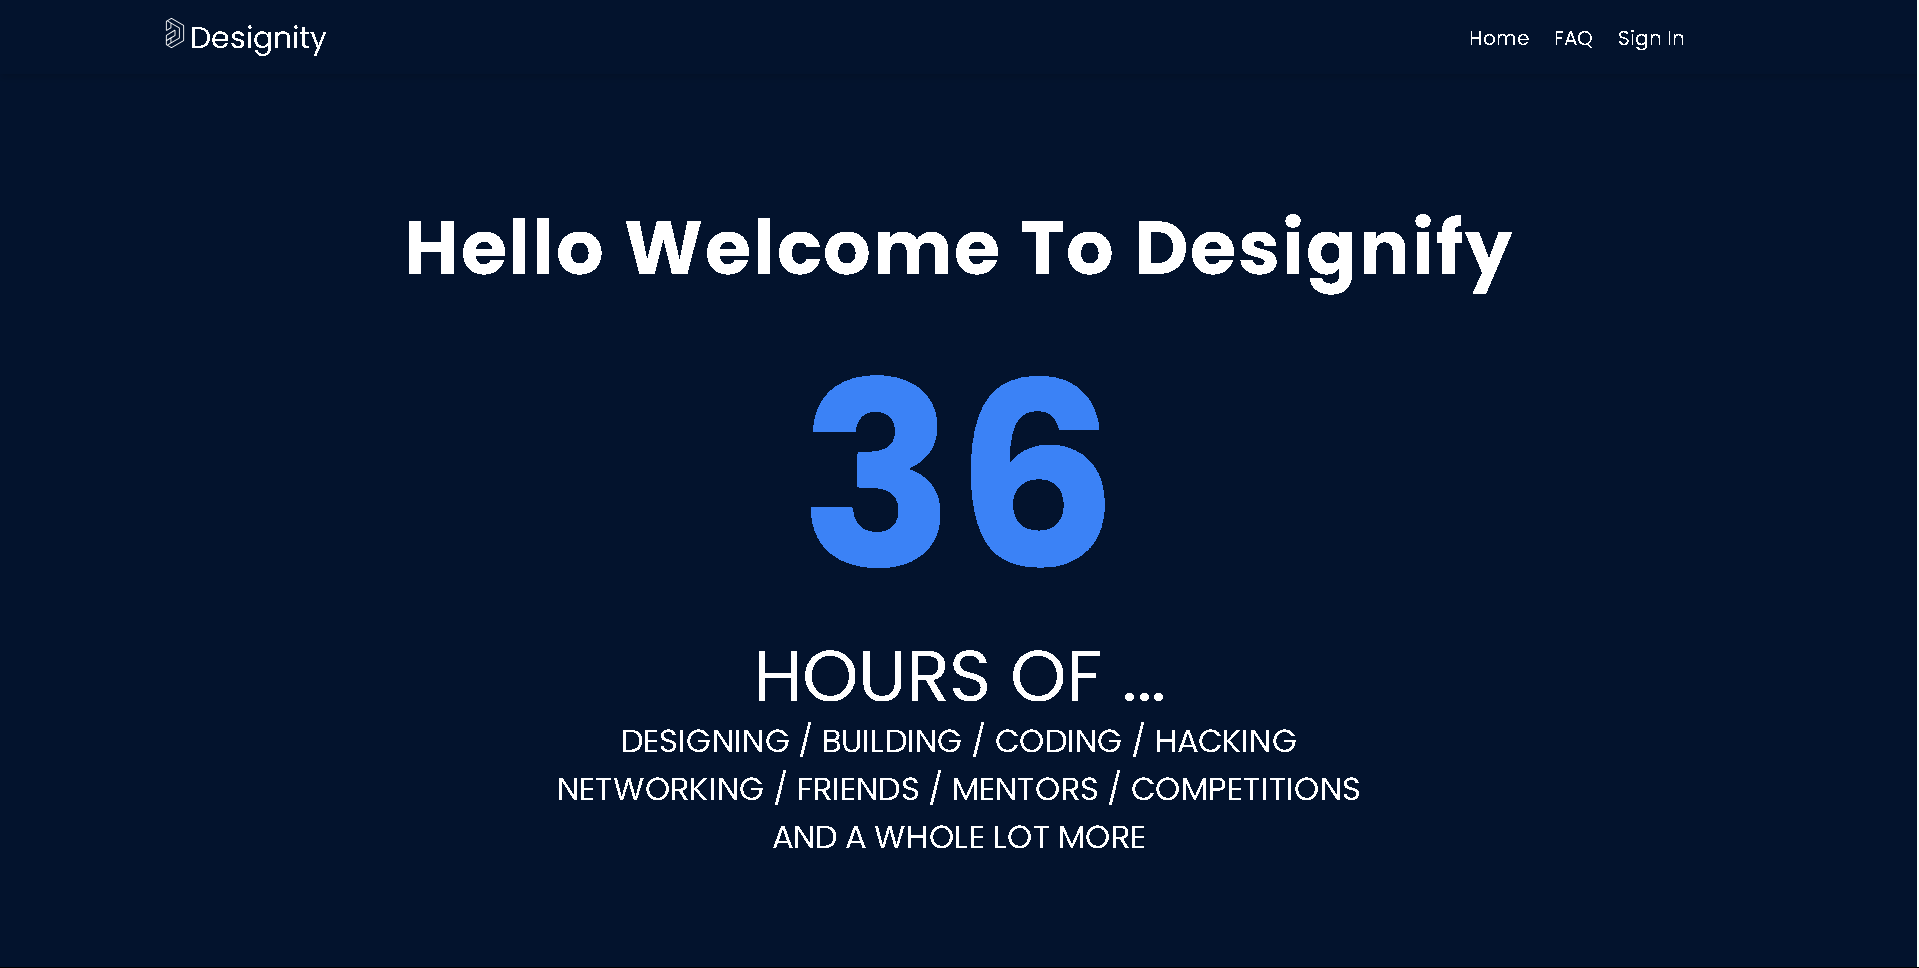 Designity
Home FAQ Sign In
Hello Welcome To Designify
36
HOURS OF ...
DESIGNING / BUILDING / CODING / HACKING
NETWORKING / FRIENDS / MENTORS / COMPETITIONS
AND A WHOLE LOT MORE